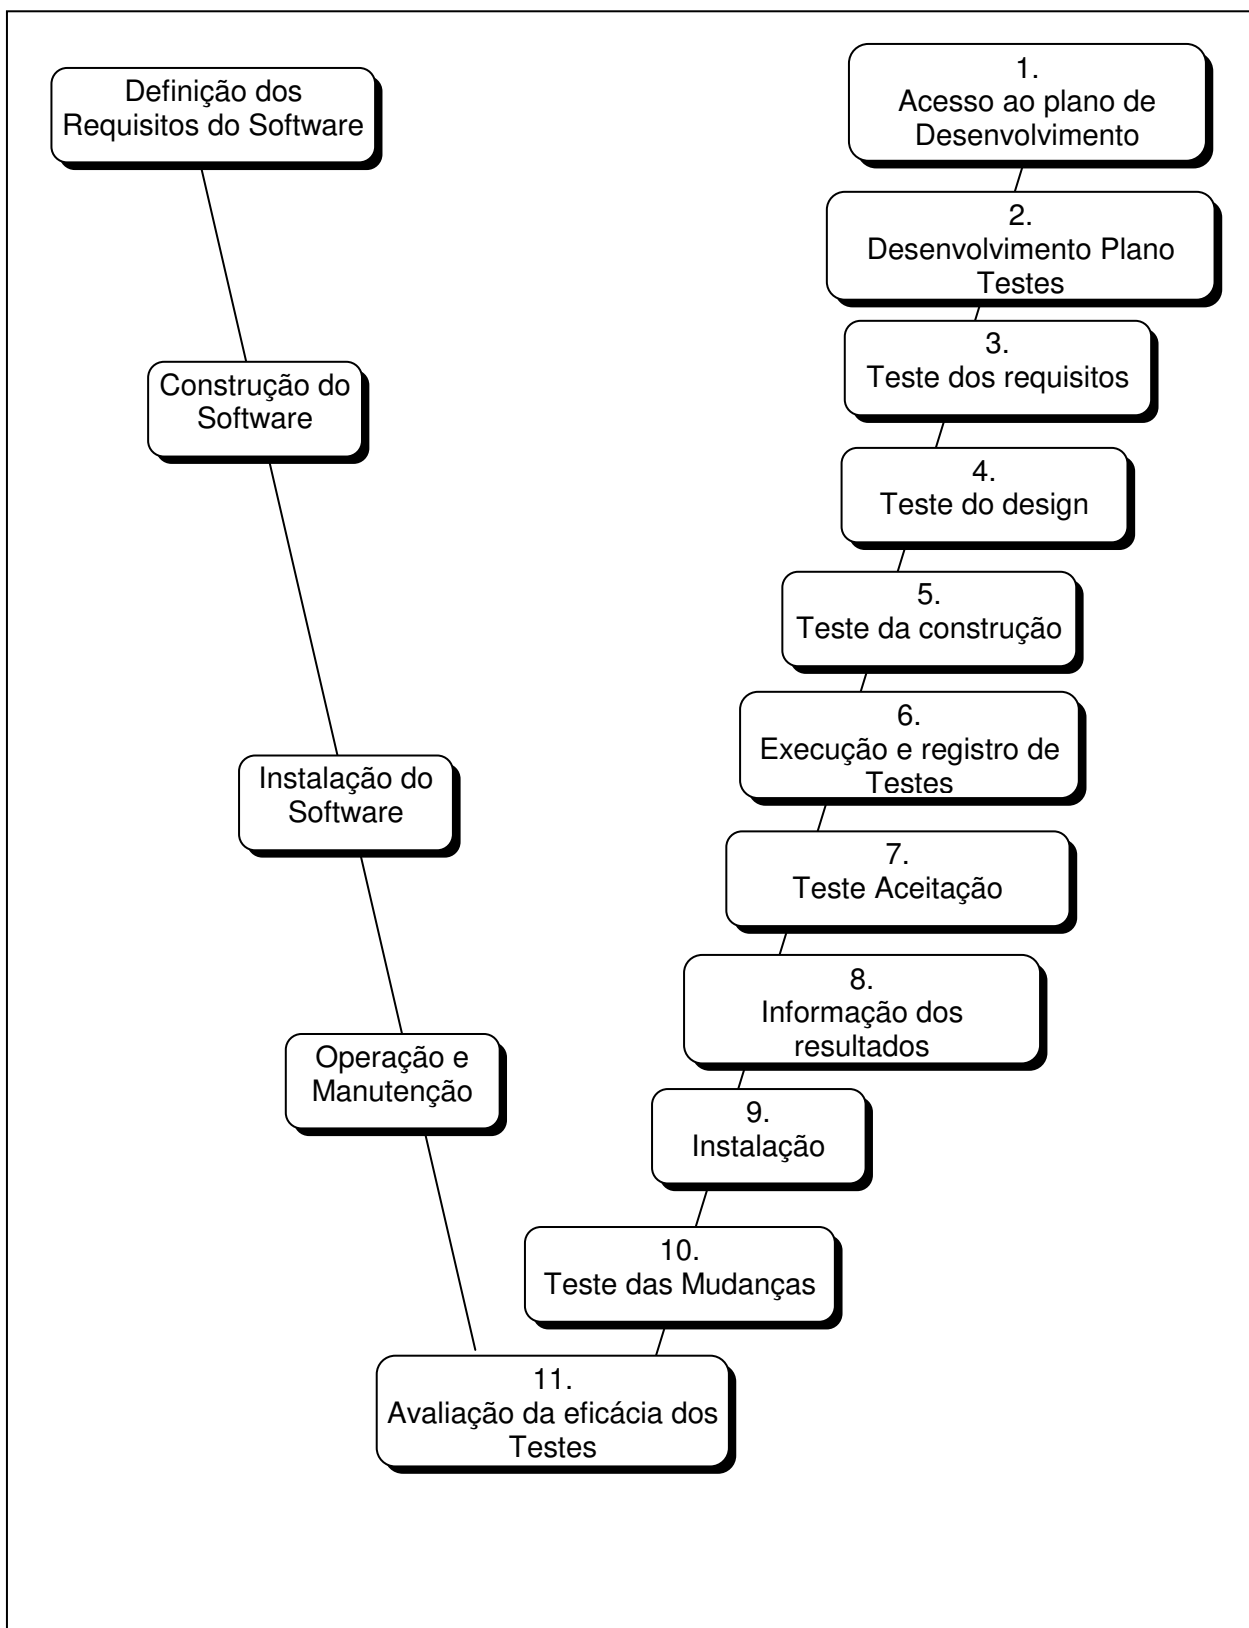 Definição dos
Requisitos do Software
Construção do
Software
Instalação do
Software
Operação e
Manutenção
1.
Acesso ao plano de
Desenvolvimento
2.
Desenvolvimento Plano
Testes
3.
Teste dos requisitos
4.
Teste do design
5.
Teste da construção
6.
Execução e registro de
Testes
7.
Teste Aceitação
8.
Informação dos
resultados
9.
Instalação
10.
Teste das Mudanças
11.
Avaliação da eficácia dos
Testes